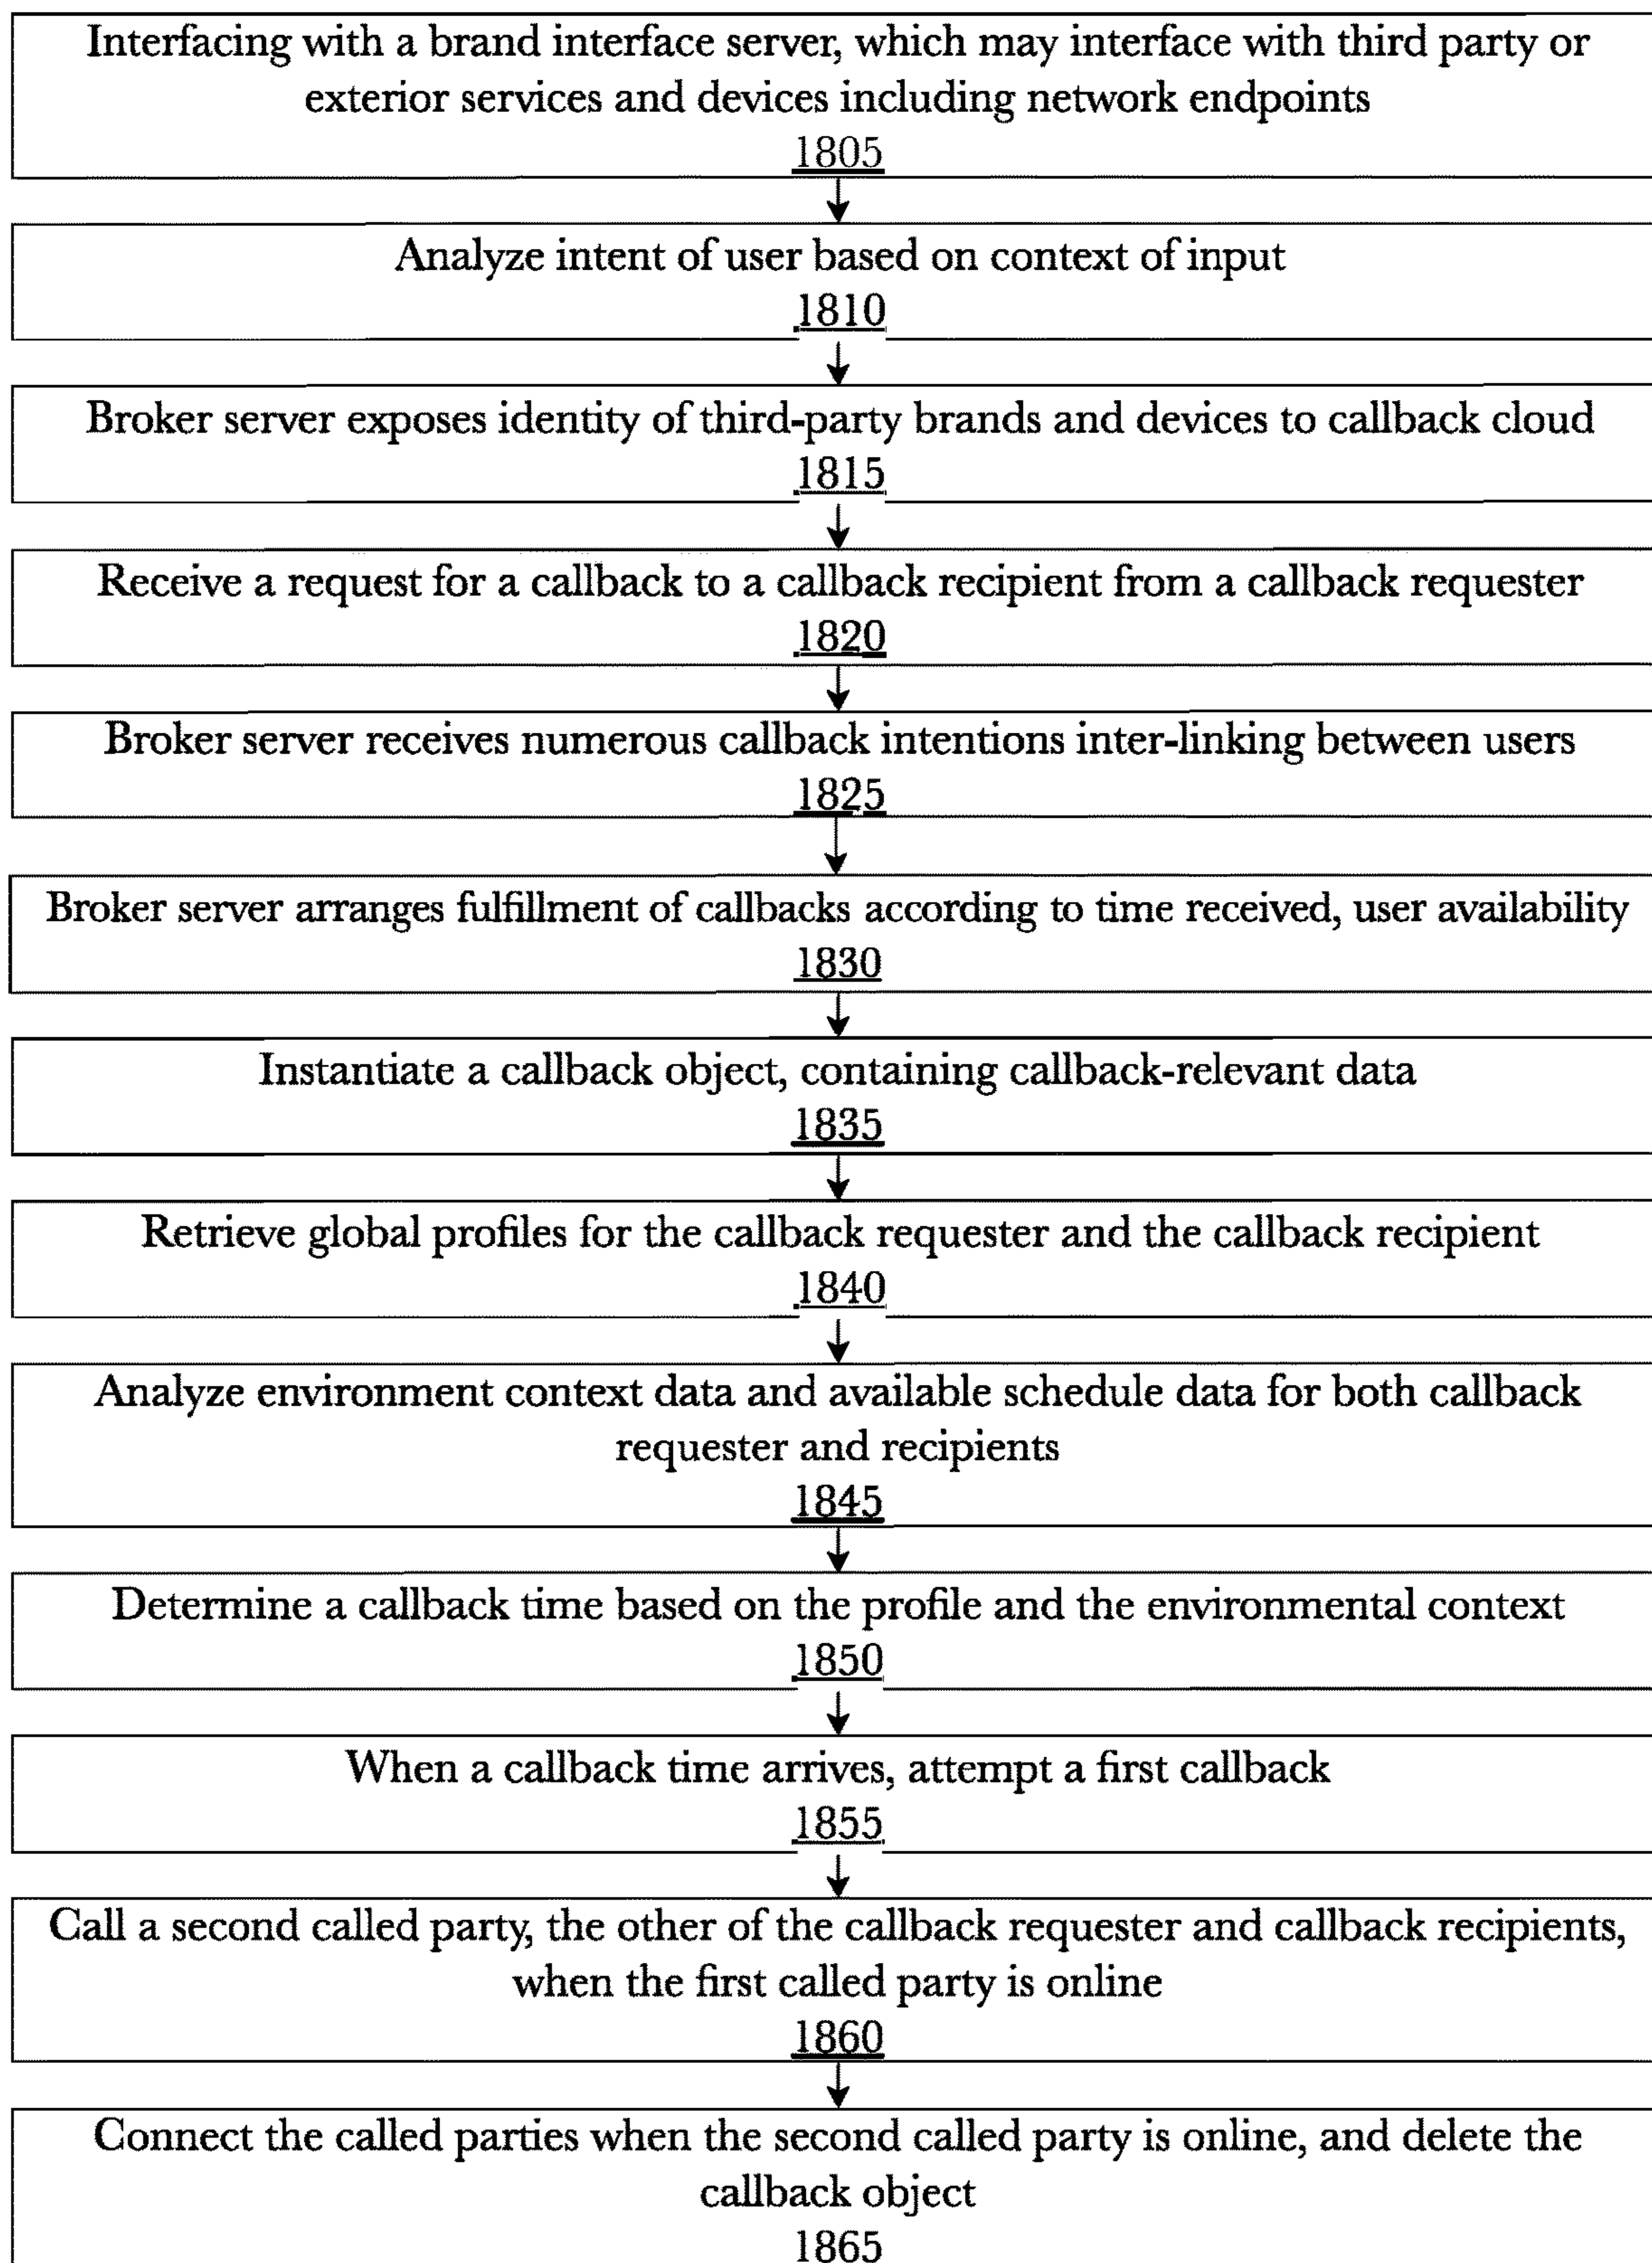 Interfacing with a brand interface server, which may interface with third party or
exterior services and devices including network endpoints
1805
Analyze intent of user based on context of input
1810
Broker server exposes identity of third-party brands and devices to callback cloud
1815
Receive a request for a callback to a callback recipient from a callback requester
1820
Broker server receives numerous callback intentions inter-linking between users
1825
Broker server arranges fulfillment of callbacks according to time received, user availability
1830
Instantiate a callback object, containing callback-relevant data
1835
Retrieve global profiles for the callback requester and the callback recipient
1840
Analyze environment context data and available schedule data for both callback
requester and recipients
1845
Determine a callback time based on the profile and the environmental context
1850
When a callback time arrives, attempt a first callback
1855
Call a second called party, the other of the callback requester and callback recipients,
when the first called party is online
1860
Connect the called parties when the second called party is online, and delete the
callback object
1865